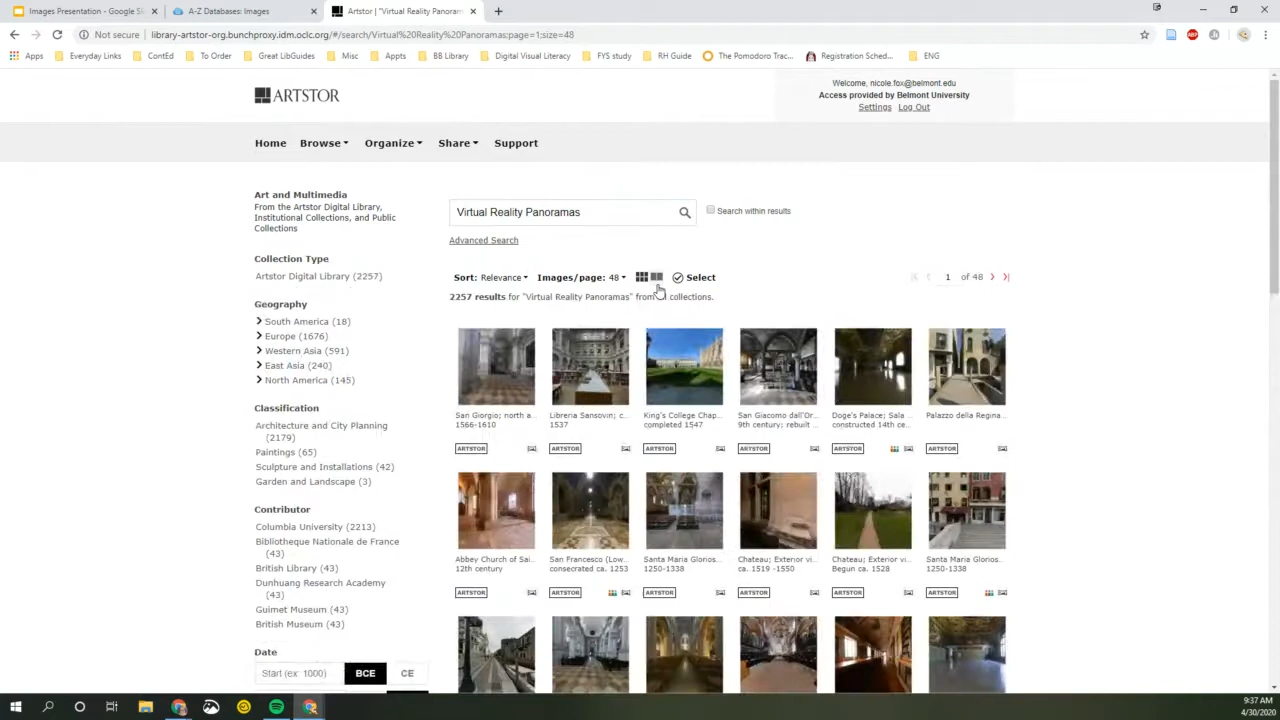 Images Presentation - Google Sli
A-Z Databases: Images
Artstor | "Virtual Reality Panoram
Not secure | library-artstor-org.bunchproxy.idm.oclc.org/#/search/Virtual%20Reality%20Panoramas;page=1;size=48
Apps Everyday Links ContEd To Order Great LibGuides Misc Appts BB Library Digital Visual Literacy FYS study RH Guide The Pomodoro Trac... Registration Sched... ENG
ARTSTOR
Welcome, nicole.fox@belmont.edu
Access provided by Belmont University
Settings Log Out
Home Browse Organize Share Support
Art and Multimedia
From the Artstor Digital Library,
Institutional Collections, and Public
Collections
Collection Type
Artstor Digital Library (2257)
Geography
South America (18)
Europe (1676)
Western Asia (591)
East Asia (240)
North America (145)
Classification
Architecture and City Planning
(2179)
Paintings (65)
Sculpture and Installations (42)
Garden and Landscape (3)
Contributor
Columbia University (2213)
Bibliotheque Nationale de France
(43)
British Library (43)
Dunhuang Research Academy
(43)
Guimet Museum (43)
British Museum (43)
Date
Start (ex: 1000) BCE CE
Virtual Reality Panoramas
Search within results
Advanced Search
Sort: Relevance Images/page: 48 Select
1 of 48
2257 results for "Virtual Reality Panoramas" from all collections.
San Giorgio; north a... Libreria Sansovin; c... King's College Chap... San Giacomo dall'Or... Doge's Palace; Sala ... Palazzo della Regina...
1566-1610 1537 completed 1547 9th century; rebuilt ... constructed 14th ce...
ARTSTOR ARTSTOR ARTSTOR ARTSTOR ARTSTOR ARTSTOR
Abbey Church of Sai... San Francesco (Low... Santa Maria Glorios... Chateau; Exterior vi... Chateau; Exterior vi... Santa Maria Glorios...
12th century consecrated ca. 1253 1250-1338 ca. 1519 -1550 Begun ca. 1528 1250-1338
ARTSTOR ARTSTOR ARTSTOR ARTSTOR ARTSTOR ARTSTOR
9:37 AM
4/30/2020